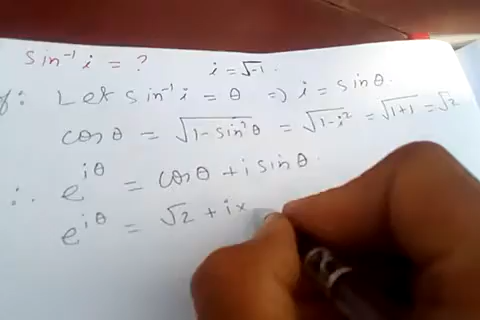 sin⁻¹ i = ? i = √-1.
Let sin⁻¹ i = θ ⇒ i = sin θ.
cos θ = √1-sin²θ = √1-i² = √1+1 = √2
∴ e^iθ = cos θ + i sin θ.
e^iθ = √2 + i×